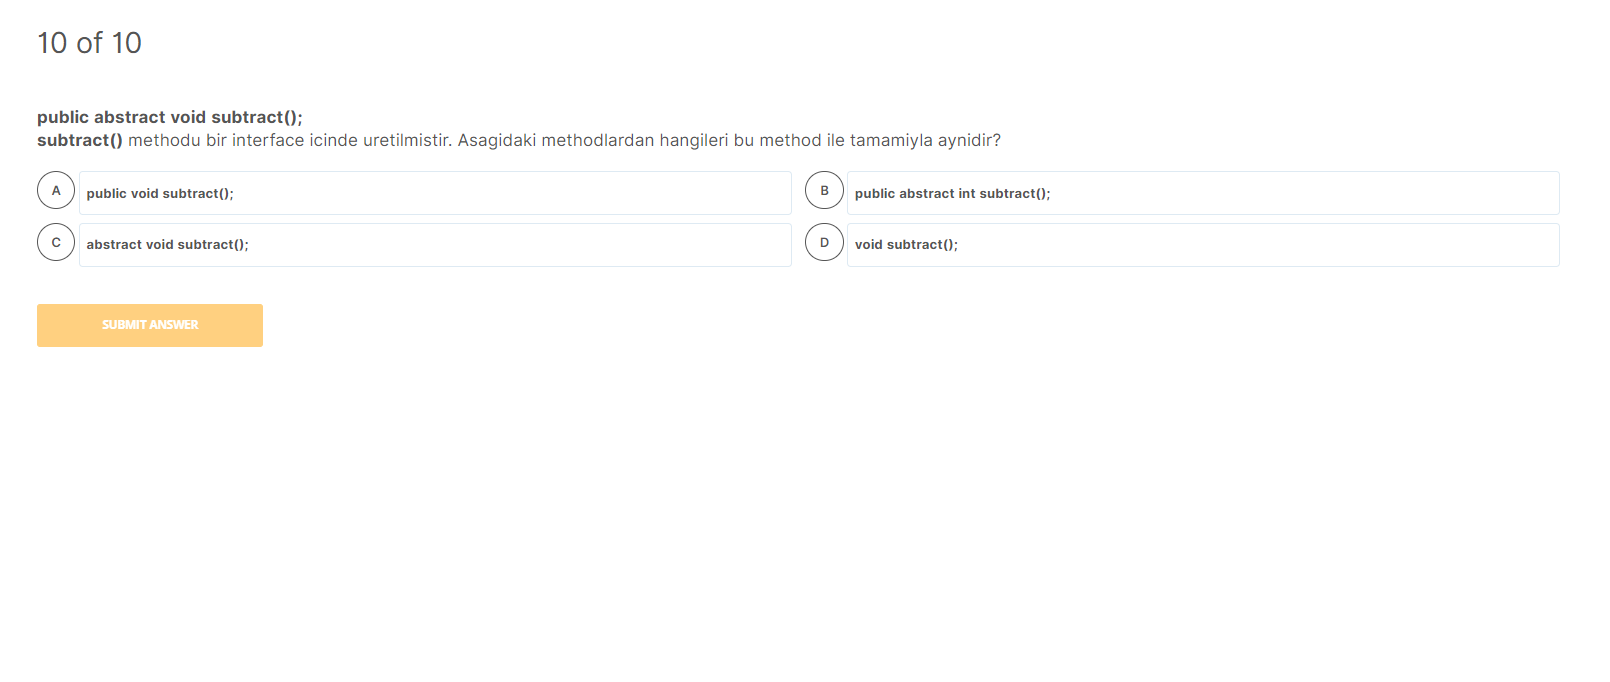 10 of 10
public abstract void subtract();
subtract() methodu bir interface icinde uretilmistir. Asagidaki methodlardan hangileri bu method ile tamamiyla aynidir?
A public void subtract();
B public abstract int subtract();
C abstract void subtract();
D void subtract();
SUBMIT ANSWER